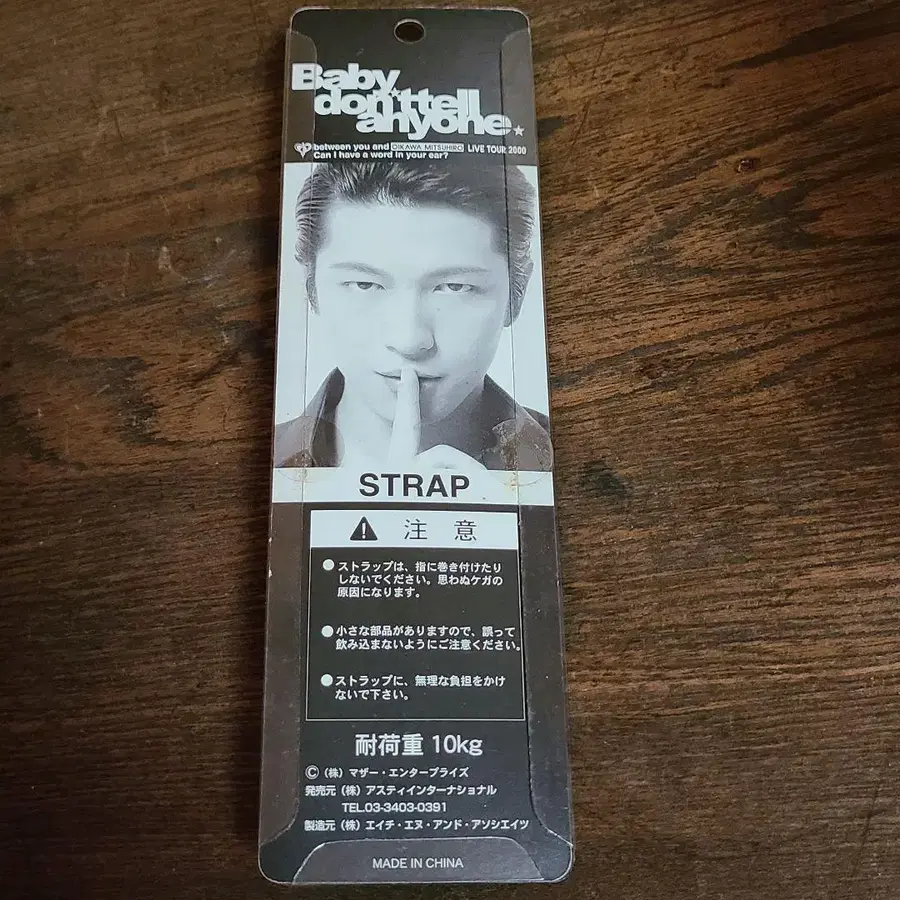 Baby,
don'ttell
anyone.★
between you and OIKAWA MITSUHIRO LIVE TOUR 2000
Can I have a word in your ear?
STRAP
注 意
●ストラップは、指に巻き付けたり
しないでください。思わぬケガの
原因になります。
●小さな部品がありますので、誤って
飲み込まないようにご注意ください。
●ストラップに、無理な負担をかけ
ないで下さい。
耐荷重 10kg
©（株）マザー・エンタープライズ
発売元（株）アスティインターナショナル
TEL.03-3403-0391
製造元（株）エイチ・エヌ・アンド・アソシエイツ
MADE IN CHINA